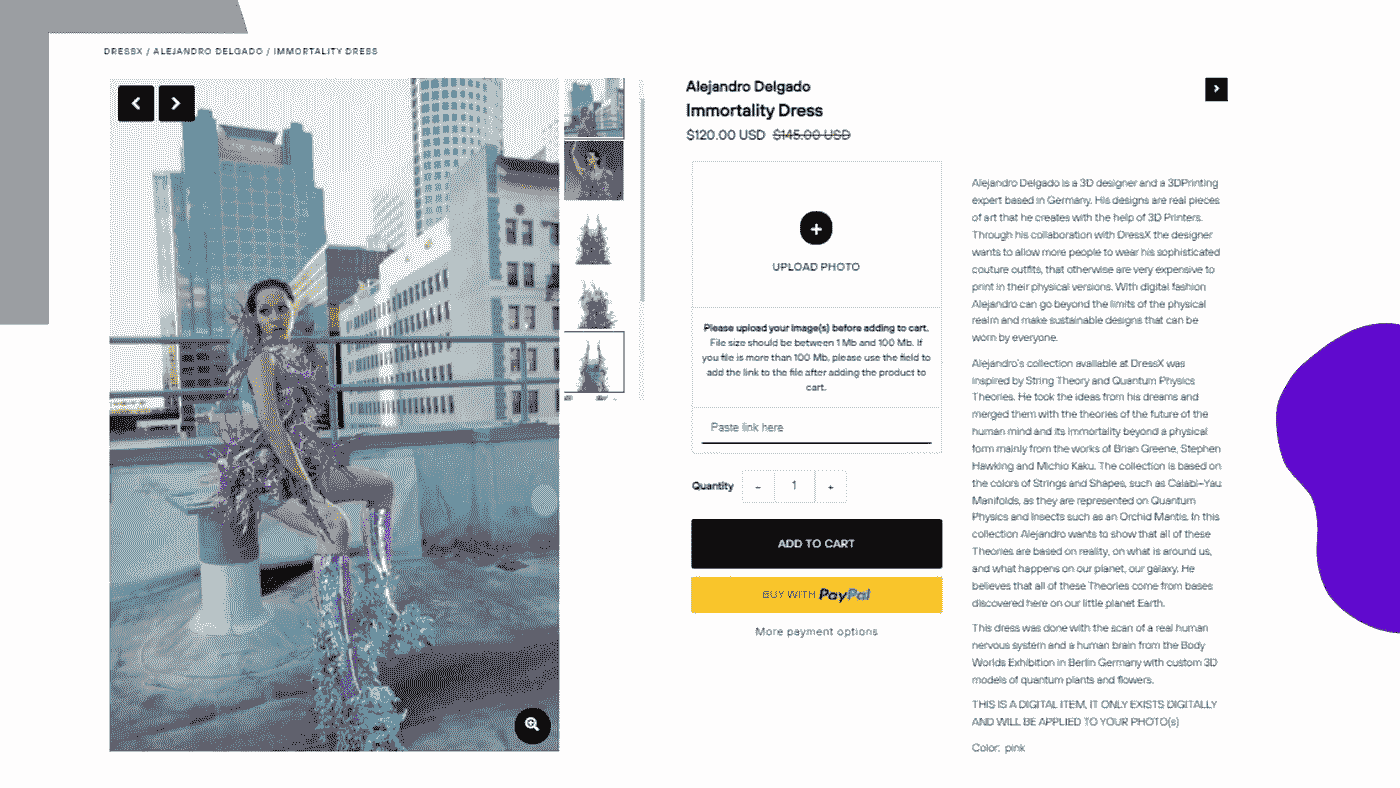 DRESSX / ALEJANDRO DELGADO / IMMORTALITY DRESS
Alejandro Delgado
Immortality Dress
$120.00 USD $145.00 USD
UPLOAD PHOTO
Please upload your image(s) before adding to cart.
File size should be between 1 Mb and 100 Mb. If
you file is more than 100 Mb, please use the field to
add the link to the file after adding the product to
cart.
Paste link here
Quantity - 1 +
ADD TO CART
BUY WITH PayPal
More payment options
Alejandro Delgado is a 3D designer and a 3DPrinting
expert based in Germany. His designs are real pieces
of art that he creates with the help of 3D Printers.
Through his collaboration with DressX the designer
wants to allow more people to wear his sophisticated
couture outfits, that otherwise are very expensive to
print in their physical versions. With digital fashion
Alejandro can go beyond the limits of the physical
realm and make sustainable designs that can be
worn by everyone.
Alejandro's collection available at DressX was
inspired by String Theory and Quantum Physics
Theories. He took the ideas from his dreams and
merged them with the theories of the future of the
human mind and its immortality beyond a physical
form mainly from the works of Brian Greene, Stephen
Hawking and Michio Kaku. The collection is based on
the colors of Strings and Shapes, such as Calabi-Yau
Manifolds, as they are represented on Quantum
Physics and Insects such as an Orchid Mantis. In this
collection Alejandro wants to show that all of these
Theories are based on reality, on what is around us,
and what happens on our planet, our galaxy. He
believes that all of these Theories come from bases
discovered here on our little planet Earth.
This dress was done with the scan of a real human
nervous system and a human brain from the Body
Worlds Exhibition in Berlin Germany with custom 3D
models of quantum plants and flowers.
THIS IS A DIGITAL ITEM, IT ONLY EXISTS DIGITALLY
AND WILL BE APPLIED TO YOUR PHOTO(s)
Color: pink